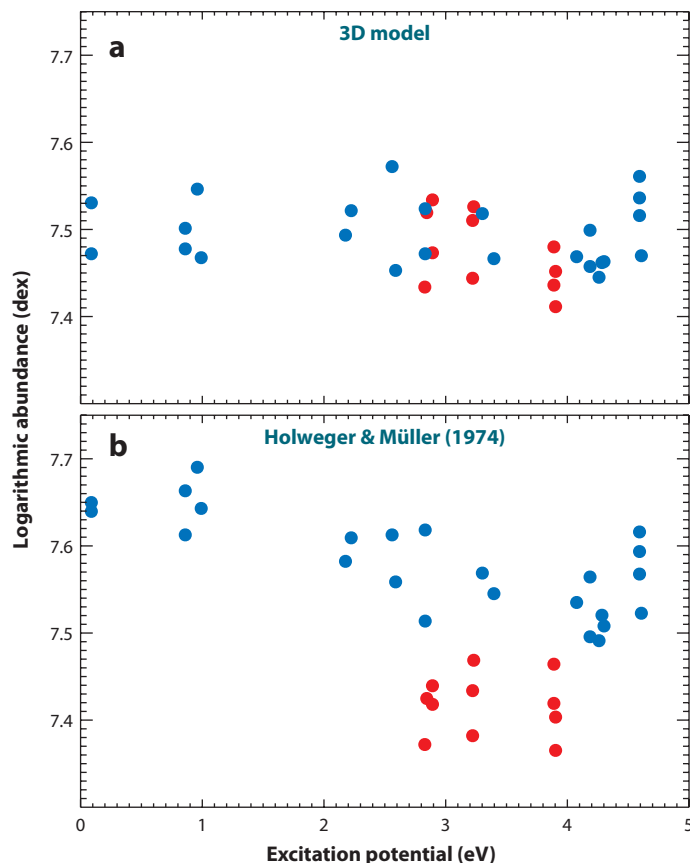 a
3D model
7.7
7.6
7.5
7.4
Logarithmic abundance (dex)
b
Holweger & Müller (1974)
7.7
7.6
7.5
7.4
0
1
2
3
4
5
Excitation potential (eV)